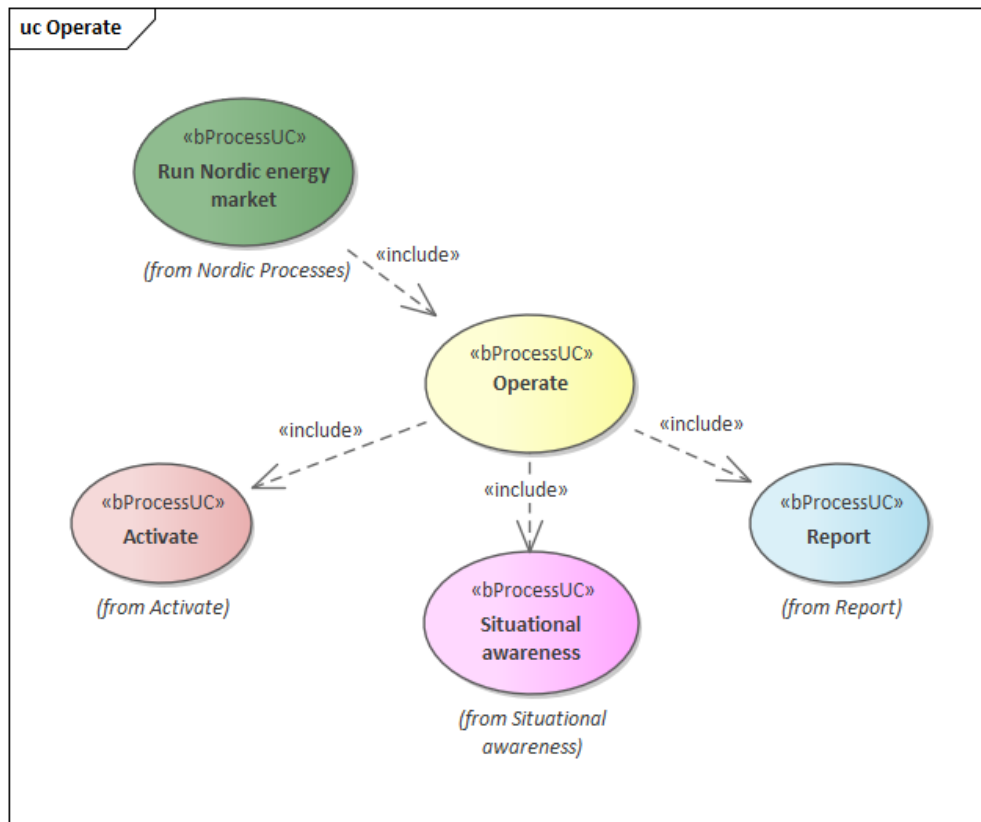 uc Operate
«bProcessUC»
Run Nordic energy
market
(from Nordic Processes)
«include»
«bProcessUC»
Operate
«include»
«include»
«include»
«bProcessUC»
Activate
(from Activate)
«bProcessUC»
Situational
awareness
(from Situational
awareness)
«bProcessUC»
Report
(from Report)